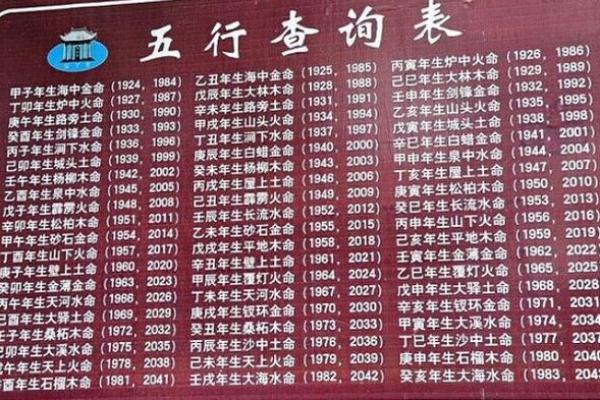 五行查询表
甲子年生海中金命（1924，1984） 乙丑年生海中金命（1925，1985） 丙寅年生炉中火命（1926，1986）
丁卯年生炉中火命（1927，1987） 戊辰年生大林木命（1928，1988） 己巳年生大林木命（1929，1989）
庚午年生路旁土命（1930，1990） 辛未年生路旁土命（1931，1991） 壬申年生剑锋金命（1932，1992）
癸酉年生剑锋金命（1933，1993） 甲戌年生山头火命（1934，1994） 乙亥年生山头火命（1935，1995）
丙子年生涧下水命（1936，1996） 丁丑年生涧下水命（1937，1997） 戊寅年生城头土命（1938，1998）
己卯年生城头土命（1939，1999） 庚辰年生白蜡金命（1940，2000） 辛巳年生白蜡金命（1941，2001）
壬午年生杨柳木命（1942，2002） 癸未年生杨柳木命（1943，2003） 甲申年生泉中水命（1944，2004）
乙酉年生泉中水命（1945，2005） 丙戌年生屋上土命（1946，2006） 丁亥年生屋上土命（1947，2007）
戊子年生霹雳火命（1948，2008） 己丑年生霹雳火命（1949，2009） 庚寅年生松柏木命（1950，2010）
辛卯年生松柏木命（1951，2011） 壬辰年生长流水命（1952，2012） 癸巳年生长流水命（1953，2013）
甲午年生砂石金命（1954，2014） 乙未年生砂石金命（1955，2015） 丙申年生山下火命（1956，2016）
丁酉年生山下火命（1957，2017） 戊戌年生平地木命（1958，2018） 己亥年生平地木命（1959，2019）
庚子年生壁上土命（1960，2020） 辛丑年生壁上土命（1961，2021） 壬寅年生金薄金命（1962，2022）
癸卯年生金薄金命（1963，2023） 甲辰年生覆灯火命（1964，2024） 乙巳年生覆灯火命（1965，2025）
丙午年生天河水命（1966，2026） 丁未年生天河水命（1967，2027） 戊申年生大驿土命（1968，2028）
己酉年生大驿土命（1969，2029） 庚戌年生钗环金命（1970，2030） 辛亥年生钗环金命（1971，2031）
壬子年生桑柘木命（1972，2032） 癸丑年生桑柘木命（1973，2033） 甲寅年生大溪水命（1974，2034）
乙卯年生大溪水命（1975，2035） 丙辰年生沙中土命（1976，2036） 丁巳年生沙中土命（1977，2037）
戊午年生天上火命（1978，2038） 己未年生天上火命（1979，2039） 庚申年生石榴木命（1980，2040
辛酉年生石榴木命（1981，2041） 壬戌年生大海水命（1982，2042） 癸亥年生大海水命（1983，2043